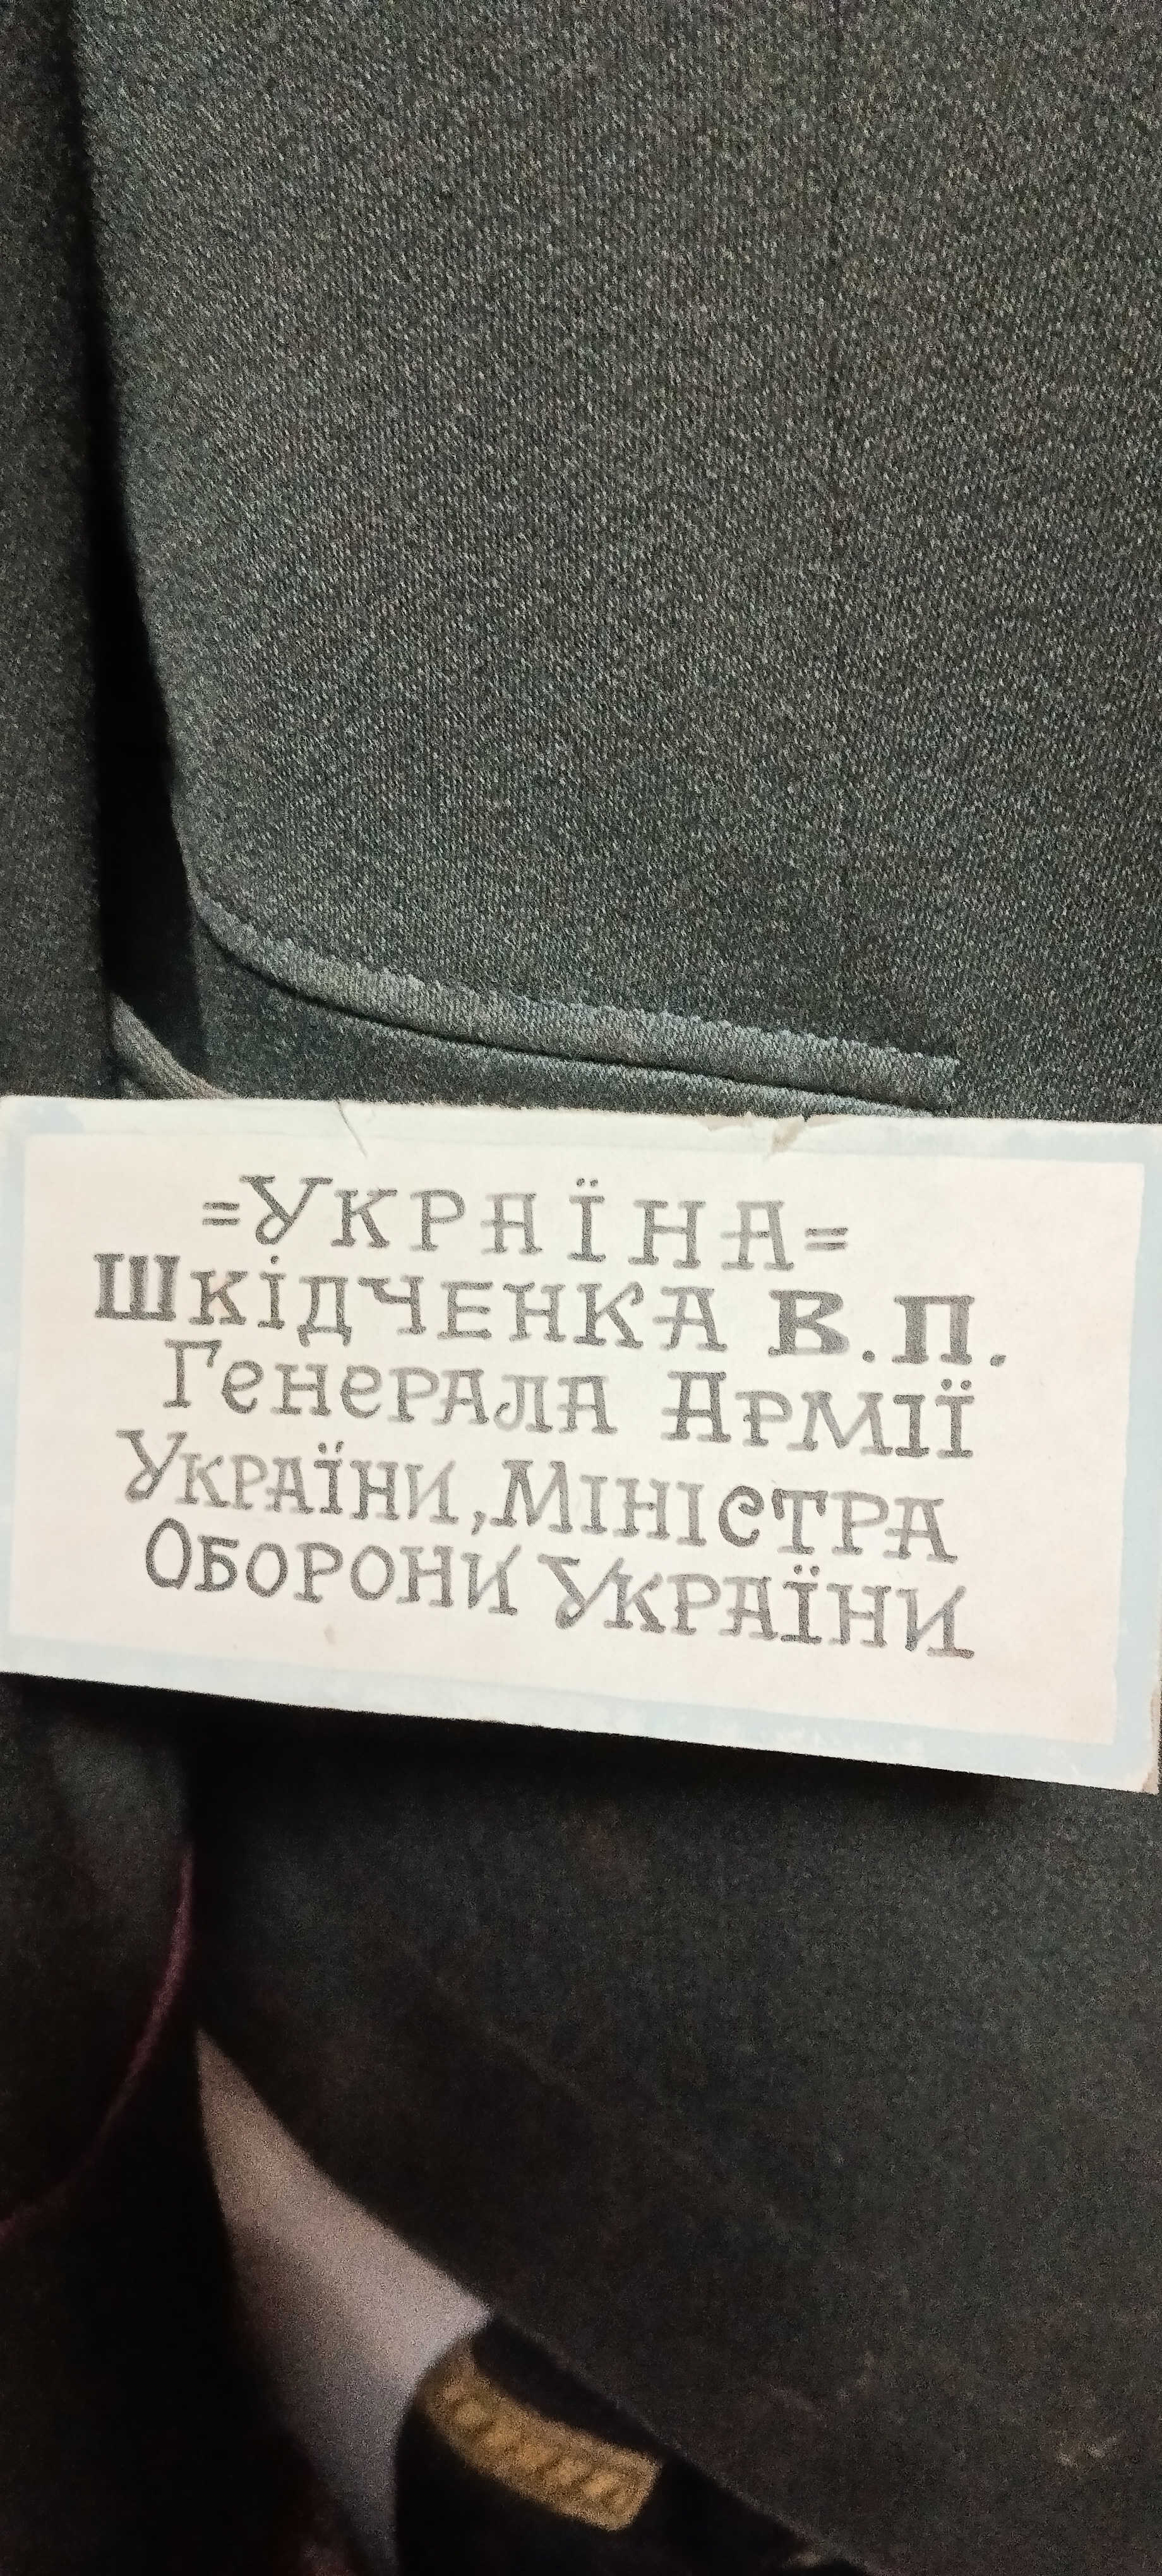 =УКРАЇНА=
ШКІДЧЕНКА В.П.
ГЕНЕРАЛА АРМІЇ
УКРАЇНИ, МІНІСТРА
ОБОРОНИ УКРАЇНИ